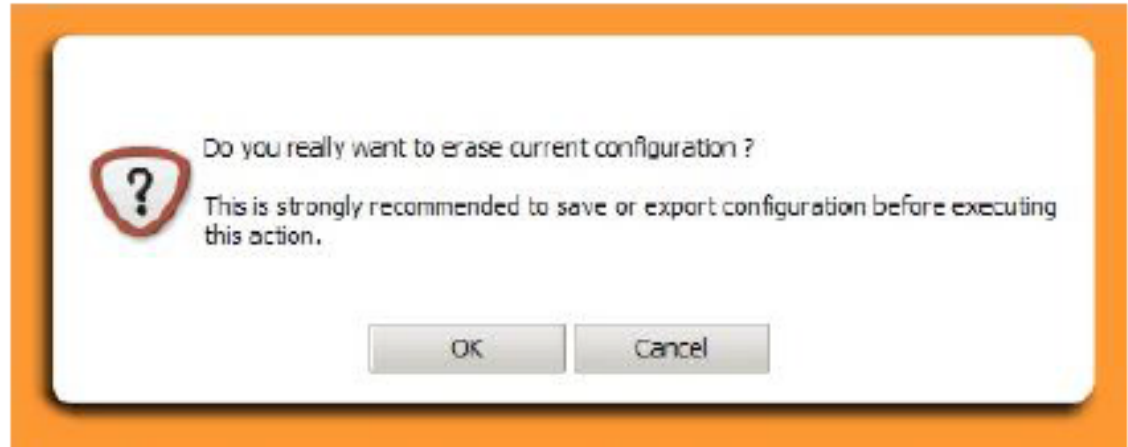 Do you really want to erase current configuration ?
?
This is strongly recommended to save or export configuration before executing
this action.
OK
Cancel